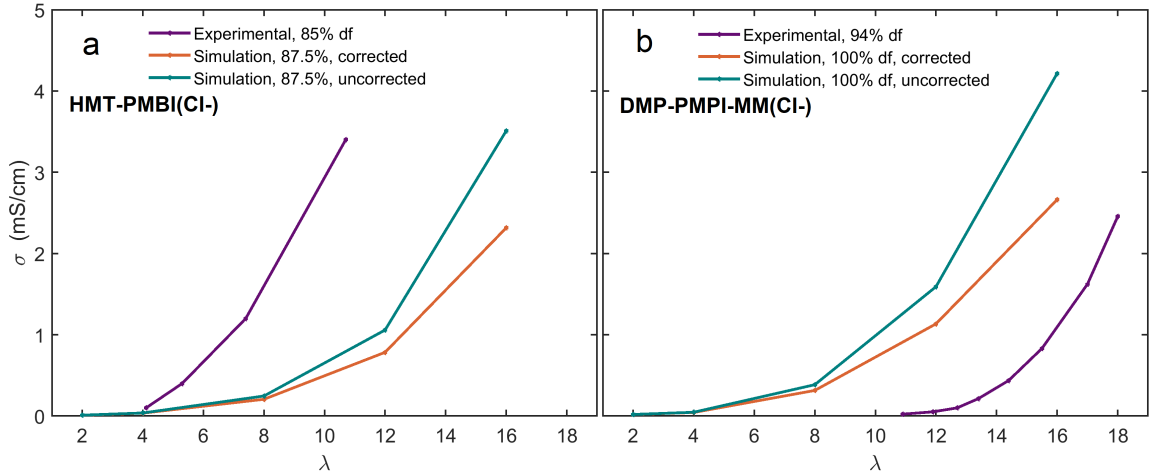 a
Experimental, 85% df
Simulation, 87.5%, corrected
Simulation, 87.5%, uncorrected
HMT-PMBI(Cl-)
5
4
3
2
1
0
σ (mS/cm)
2 4 6 8 10 12 14 16 18
λ
b
Experimental, 94% df
Simulation, 100% df, corrected
Simulation, 100% df, uncorrected
DMP-PMPI-MM(Cl-)
2 4 6 8 10 12 14 16 18
λ